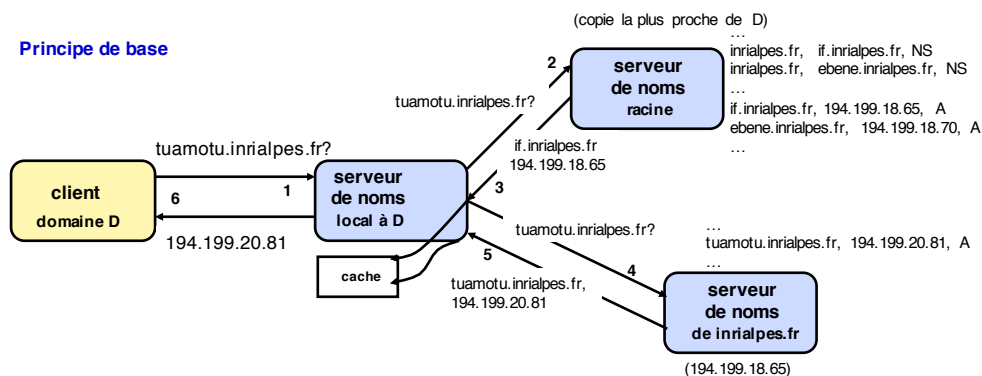 Principe de base
(copie la plus proche de D)
…
inrialpes.fr, if.inrialpes.fr, NS
inrialpes.fr, ebene.inrialpes.fr, NS
…
if.inrialpes.fr, 194.199.18.65, A
ebene.inrialpes.fr, 194.199.18.70, A
…
serveur
de noms
racine
2
tuamotu.inrialpes.fr?
if.inrialpes.fr
194.199.18.65
3
tuamotu.inrialpes.fr?
1
6
client
domaine D
serveur
de noms
local à D
194.199.20.81
cache
tuamotu.inrialpes.fr?
5
4
tuamotu.inrialpes.fr,
194.199.20.81
…
tuamotu.inrialpes.fr, 194.199.20.81, A
…
serveur
de noms
de inrialpes.fr
(194.199.18.65)